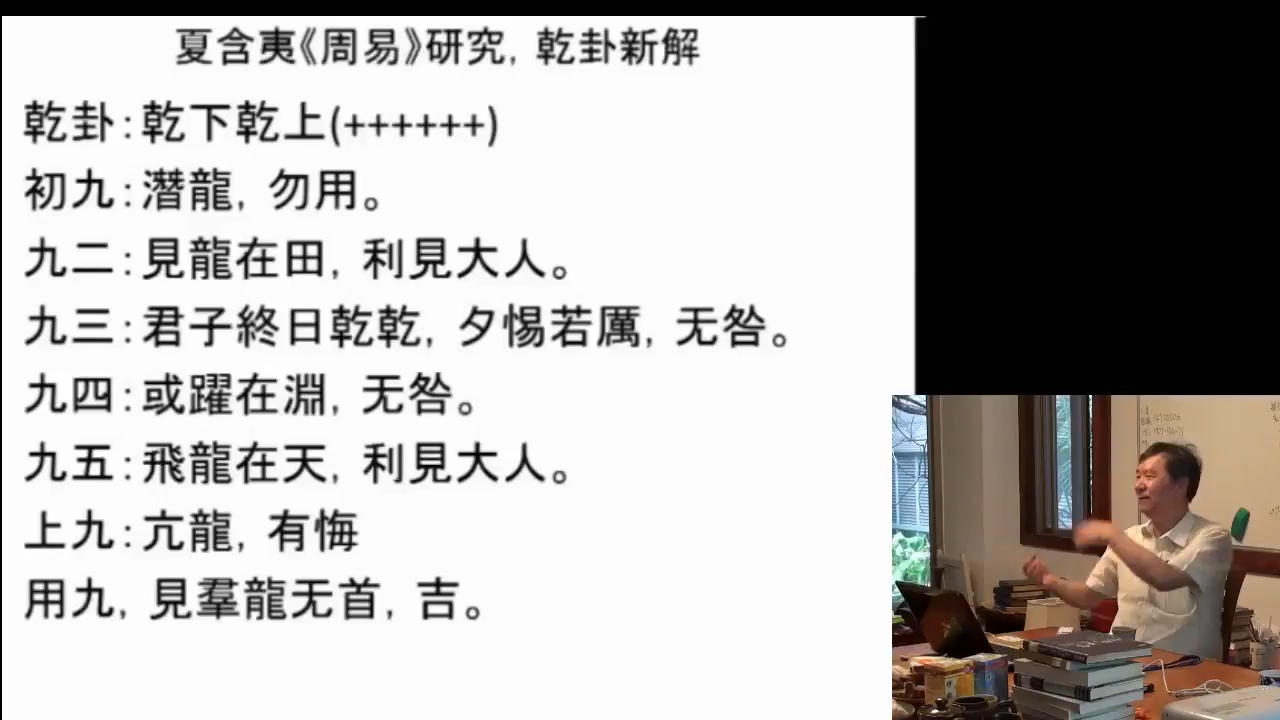 夏含夷《周易》研究，乾卦新解
乾卦：乾下乾上(++++++)
初九：潛龍，勿用。
九二：見龍在田，利見大人。
九三：君子終日乾乾，夕惕若厲，无咎。
九四：或躍在淵，无咎。
九五：飛龍在天，利見大人。
上九：亢龍，有悔
用九，見羣龍无首，吉。